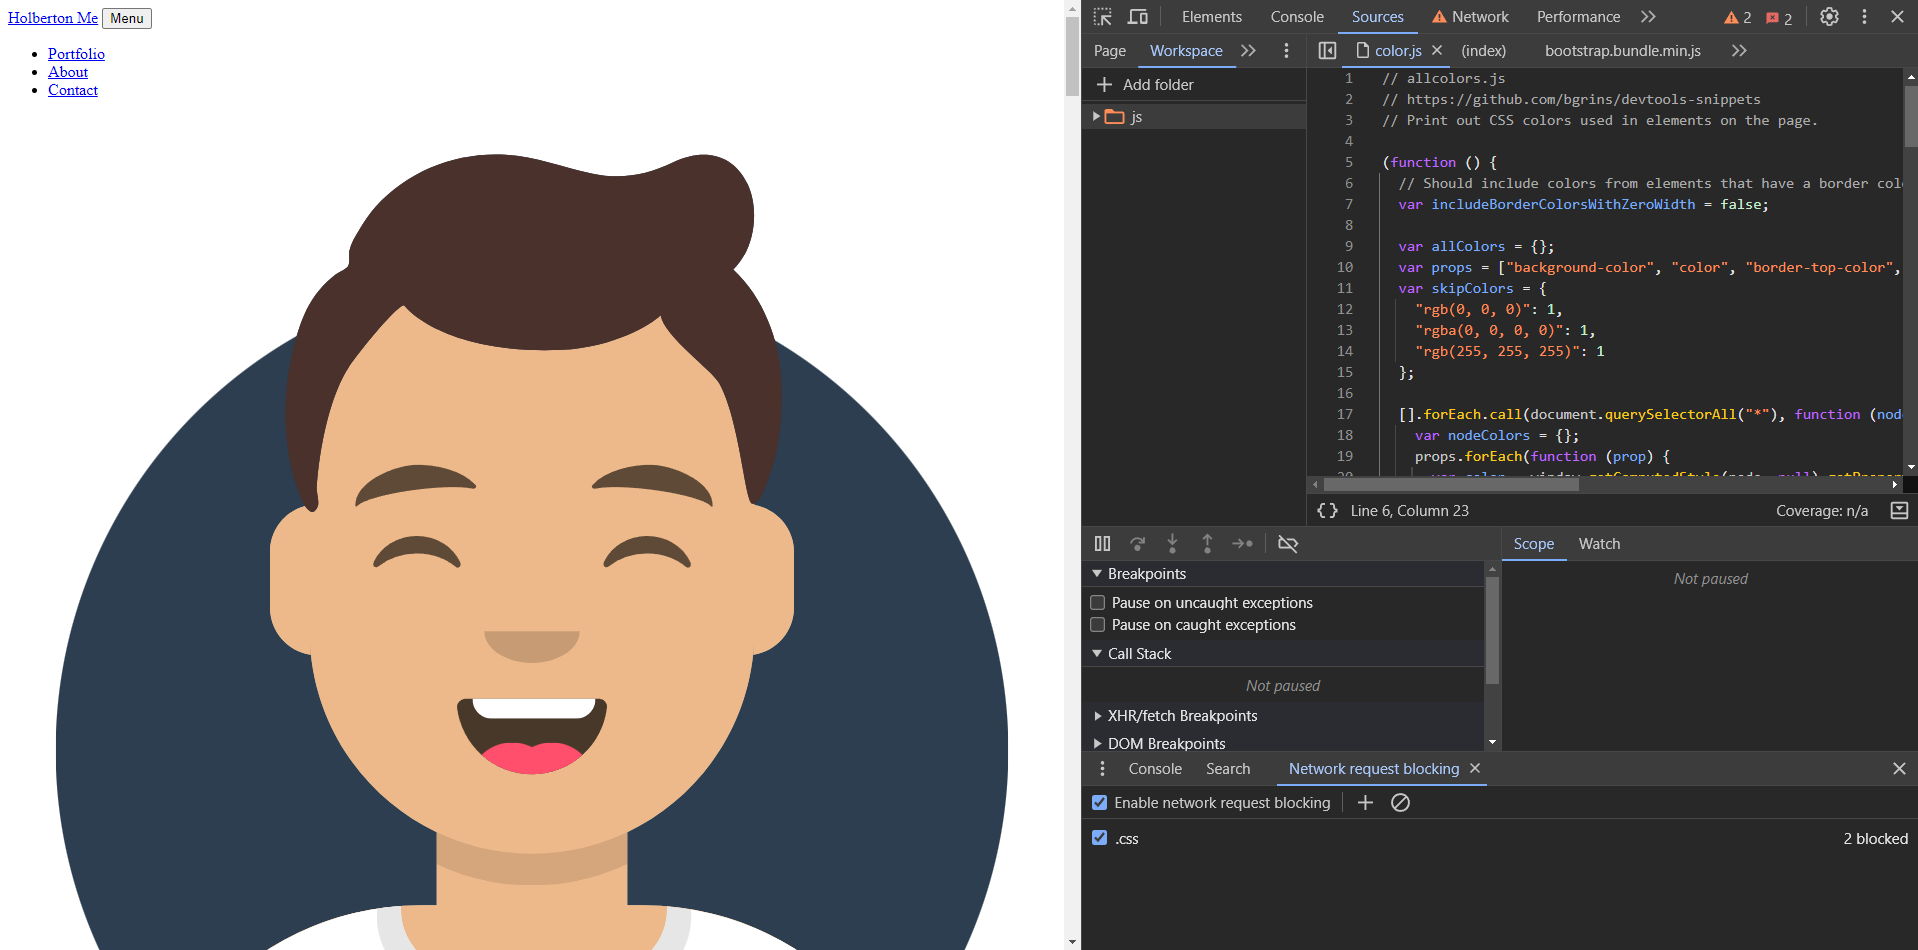 Holberton Me Menu
Portfolio
About
Contact
Elements Console Sources Network Performance 2 2
Page Workspace
color.js (index) bootstrap.bundle.min.js
Add folder
js
1 // allcolors.js
2 // https://github.com/bgrins/devtools-snippets
3 // Print out CSS colors used in elements on the page.
4
5 (function () {
6 // Should include colors from elements that have a border col
7 var includeBorderColorsWithZeroWidth = false;
8
9 var allColors = {};
10 var props = ["background-color", "color", "border-top-color",
11 var skipColors = {
12 "rgb(0, 0, 0)": 1,
13 "rgba(0, 0, 0, 0)": 1,
14 "rgb(255, 255, 255)": 1
15 };
16
17 [].forEach.call(document.querySelectorAll("*"), function (nod
18 var nodeColors = {};
19 props.forEach(function (prop) {
{} Line 6, Column 23 Coverage: n/a
Scope Watch
Breakpoints
Not paused
Pause on uncaught exceptions
Pause on caught exceptions
Call Stack
Not paused
XHR/fetch Breakpoints
DOM Breakpoints
Console Search Network request blocking
Enable network request blocking
.css 2 blocked